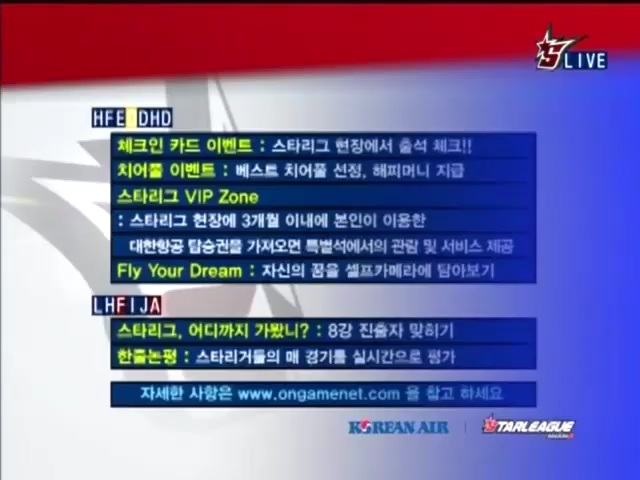 LIVE
HFE DHD
체크인 카드 이벤트 : 스타리그 현장에서 출석 체크!!
치어풀 이벤트 : 베스트 치어풀 선정, 해피머니 지급
스타리그 VIP Zone
: 스타리그 현장에 3개월 이내에 본인이 이용한
대한항공 탑승권을 가져오면 특별석에서의 관람 및 서비스 제공
Fly Your Dream : 자신의 꿈을 셀프카메라에 담아보기
LHFIJA
스타리그, 어디까지 가봤니? : 8강 진출자 맞히기
한줄논평 : 스타리거들의 매 경기를 실시간으로 평가
자세한 사항은 www.ongamenet.com 을 참고 하세요
KOREAN AIR
STARLEAGUE